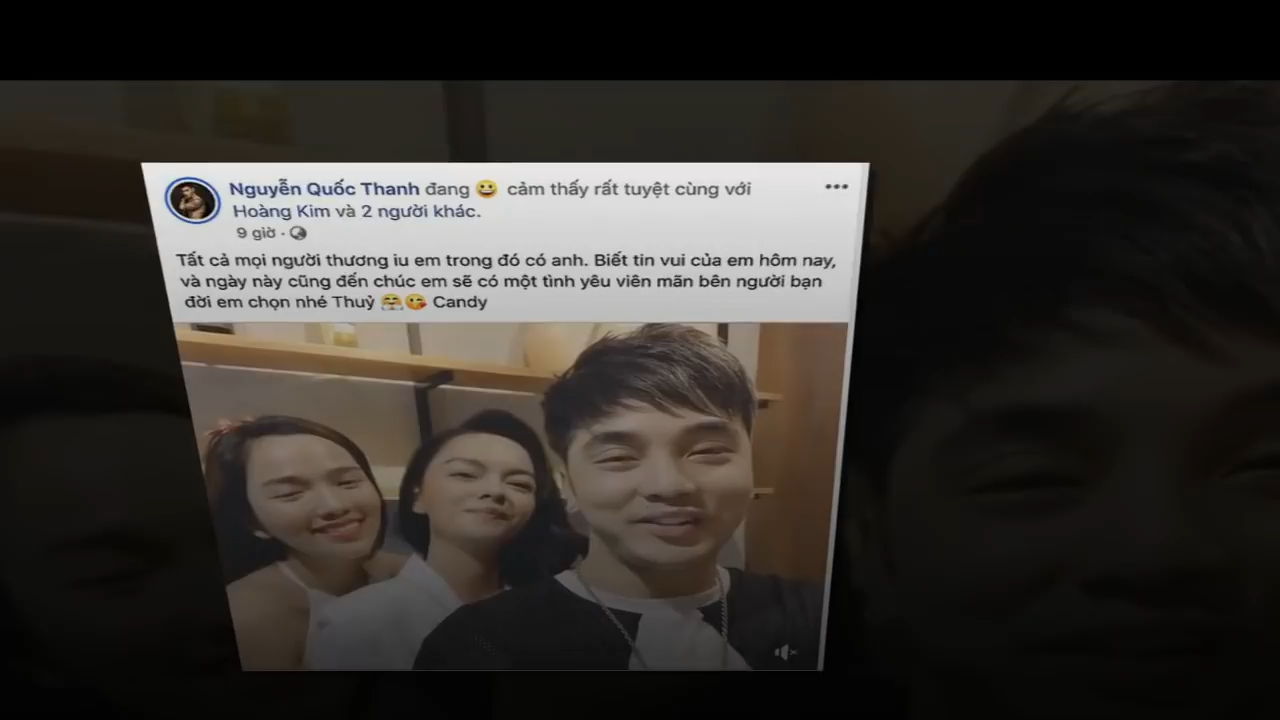 Nguyễn Quốc Thanh đang 😀 cảm thấy rất tuyệt cùng với
Hoàng Kim và 2 người khác.
9 giờ ·
Tất cả mọi người thương iu em trong đó có anh. Biết tin vui của em hôm nay,
và ngày này cũng đến chúc em sẽ có một tình yêu viên mãn bên người bạn
đời em chọn nhé Thuỷ 🤗😘 Candy